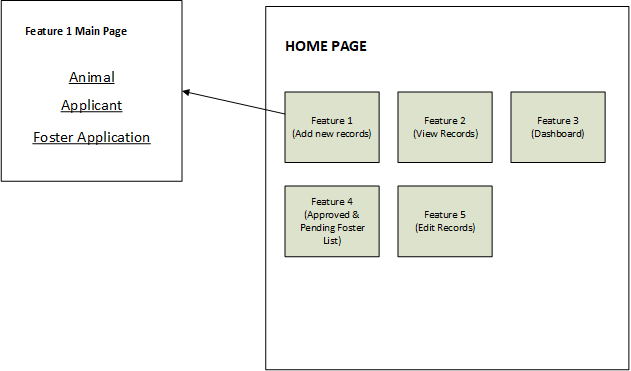 Feature 1 Main Page
Animal
Applicant
Foster Application
HOME PAGE
Feature 1
(Add new records)
Feature 2
(View Records)
Feature 3
(Dashboard)
Feature 4
(Approved &
Pending Foster
List)
Feature 5
(Edit Records)